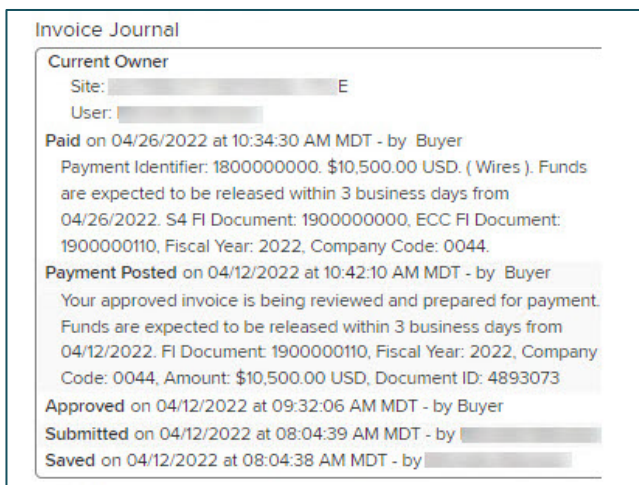 Invoice Journal
Current Owner
Site: E
User:
Paid on 04/26/2022 at 10:34:30 AM MDT - by Buyer
Payment Identifier: 1800000000. $10,500.00 USD. ( Wires ). Funds
are expected to be released within 3 business days from
04/26/2022. S4 FI Document: 1900000000, ECC FI Document:
1900000110, Fiscal Year: 2022, Company Code: 0044.
Payment Posted on 04/12/2022 at 10:42:10 AM MDT - by Buyer
Your approved invoice is being reviewed and prepared for payment.
Funds are expected to be released within 3 business days from
04/12/2022. FI Document: 1900000110, Fiscal Year: 2022, Company
Code: 0044, Amount: $10,500.00 USD, Document ID: 4893073
Approved on 04/12/2022 at 09:32:06 AM MDT - by Buyer
Submitted on 04/12/2022 at 08:04:39 AM MDT - by
Saved on 04/12/2022 at 08:04:38 AM MDT - by